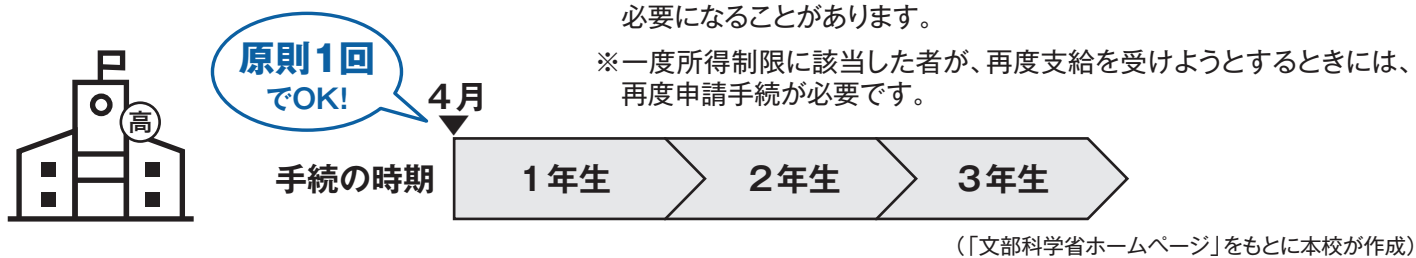 必要になることがあります。
※一度所得制限に該当した者が、再度支給を受けようとするときには、
再度申請手続が必要です。
原則1回
でOK!
4月
高
手続の時期
1年生
2年生
3年生
（「文部科学省ホームページ」をもとに本校が作成）